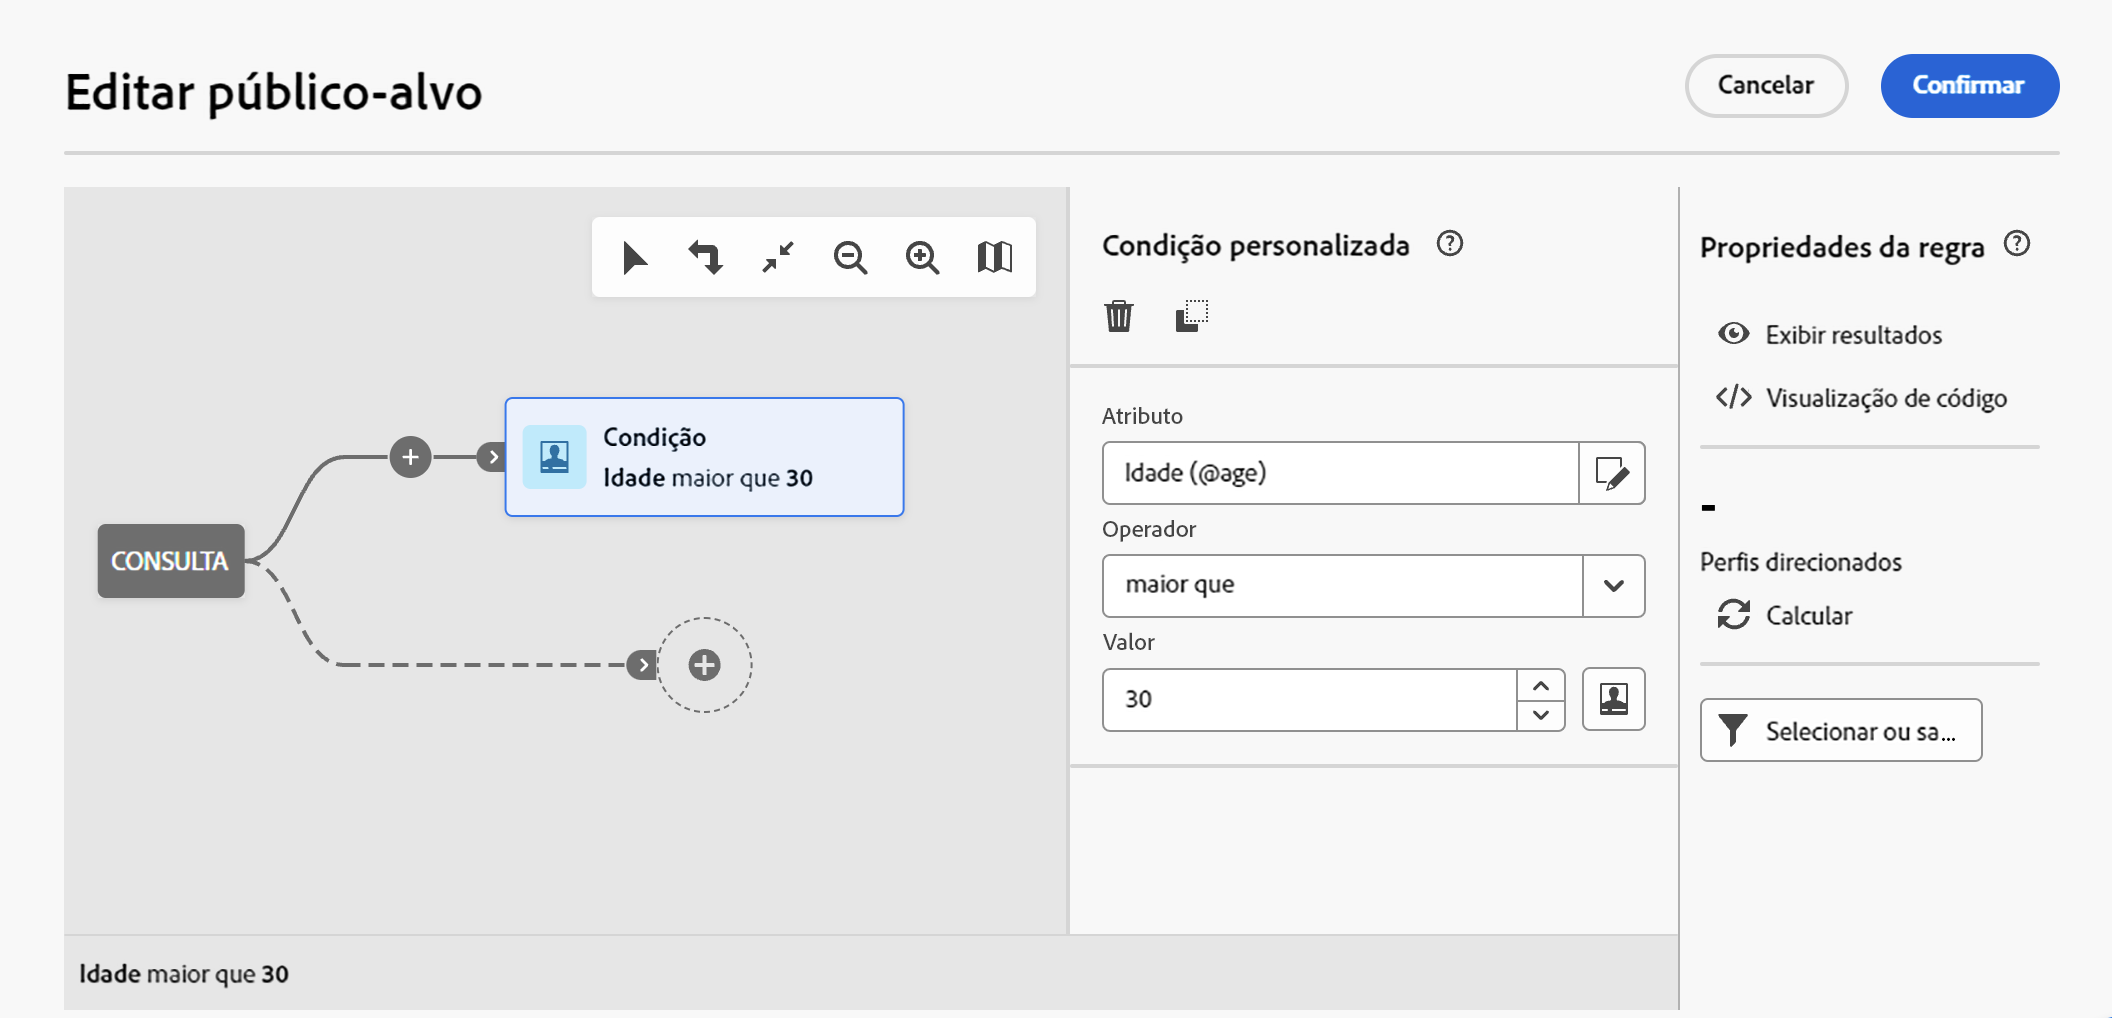 Editar público-alvo
Cancelar
Confirmar
CONSULTA
Condição
Idade maior que 30
Idade maior que 30
Condição personalizada
Atributo
Idade (@age)
Operador
maior que
Valor
30
Propriedades da regra
Exibir resultados
Visualização de código
-
Perfis direcionados
Calcular
Selecionar ou sa...